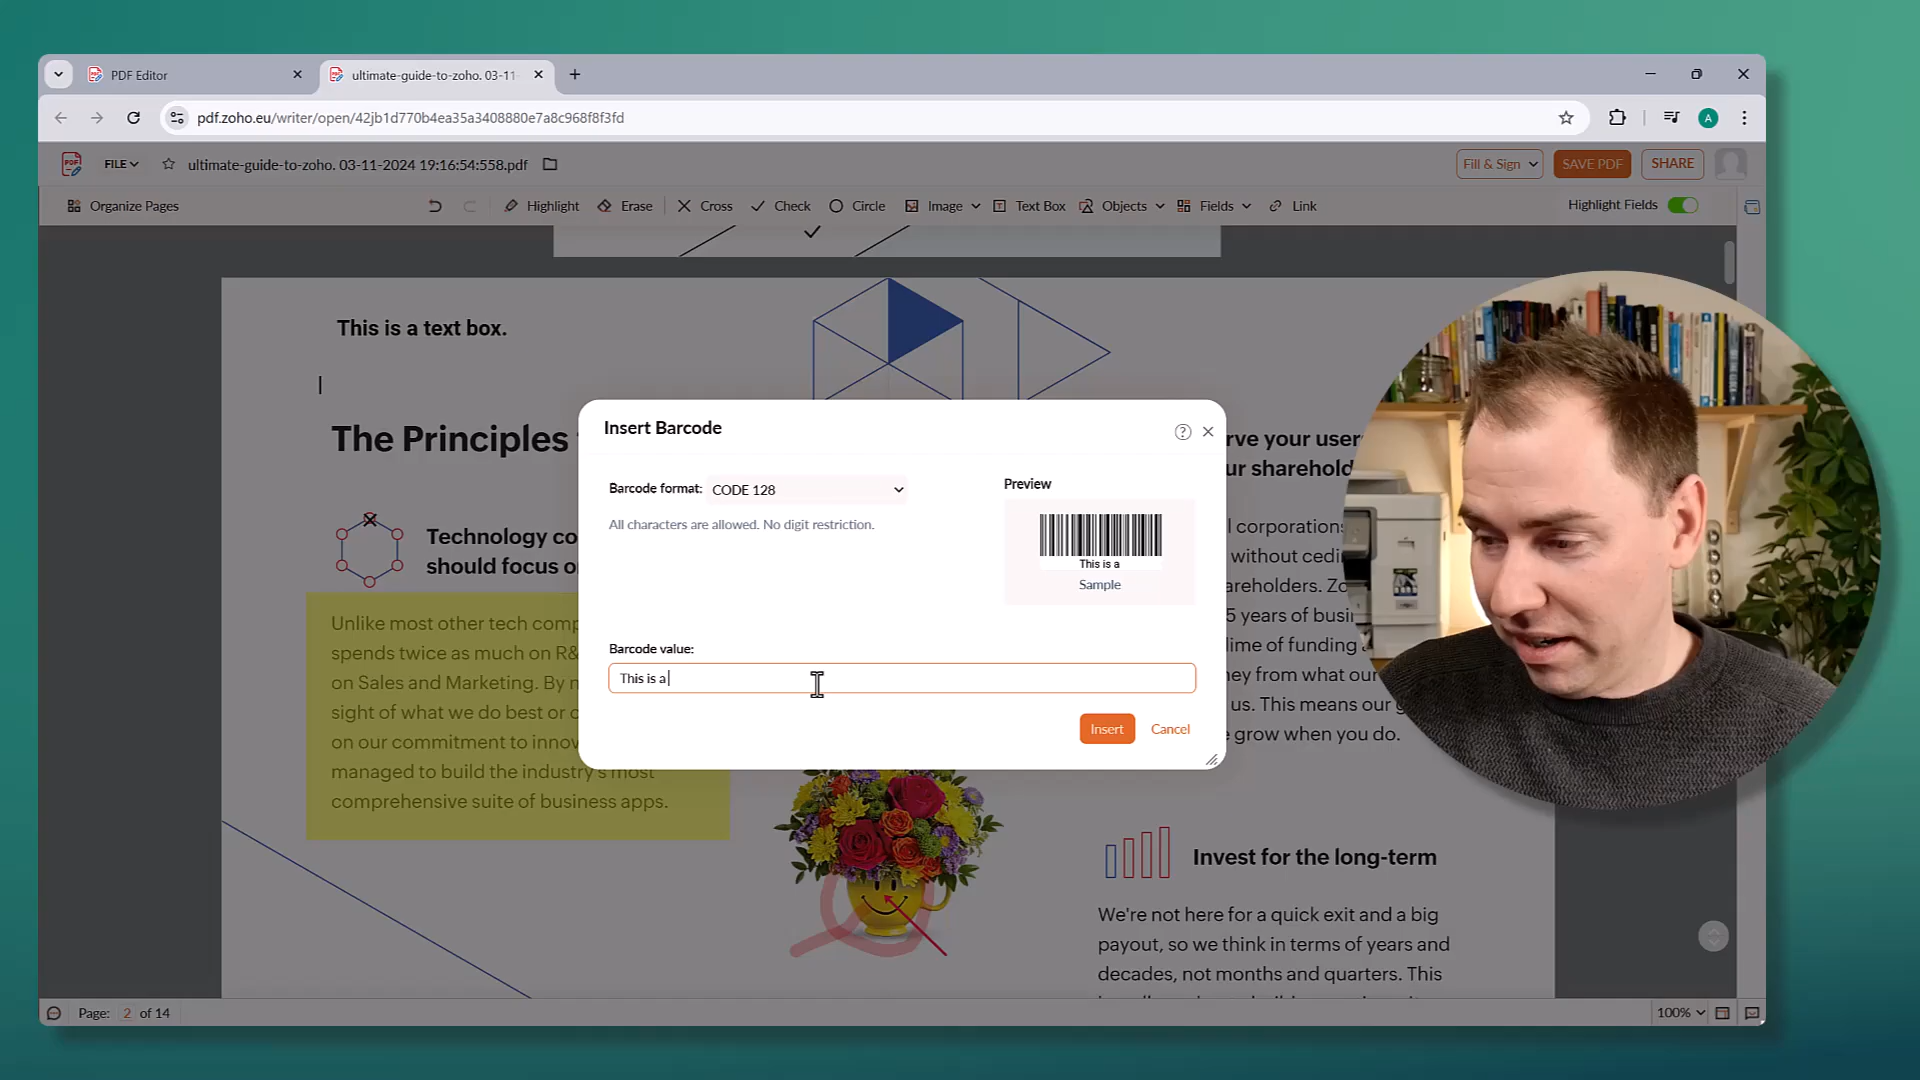 PDF Editor
ultimate-guide-to-zoho. 03-11-
pdf.zoho.eu/writer/open/42jb1d770b4ea35a3408880e7a8c968f8f3fd
A
PDF
FILE
ultimate-guide-to-zoho. 03-11-2024 19:16:54:558.pdf
Fill & Sign
SAVE PDF
SHARE
Organize Pages
Highlight
Erase
Cross
Check
Circle
Image
Text Box
Objects
Fields
Link
Highlight Fields
This is a text box.
The Principles
Technology co
should focus o
Unlike most other tech comp
spends twice as much on R&
on Sales and Marketing. By
sight of what we do best or
on our commitment to innov
managed to build the industry's most
comprehensive suite of business apps.
Insert Barcode
Barcode format:
CODE 128
All characters are allowed. No digit restriction.
Preview
This is a
Sample
Barcode value:
This is a
Insert
Cancel
rve your user
ur sharehold
l corporations
without cedi
areholders. Zo
5 years of busi
lime of funding
ney from what our
us. This means our
e grow when you do.
Invest for the long-term
We're not here for a quick exit and a big
payout, so we think in terms of years and
decades, not months and quarters. This
Page: 2 of 14
100%